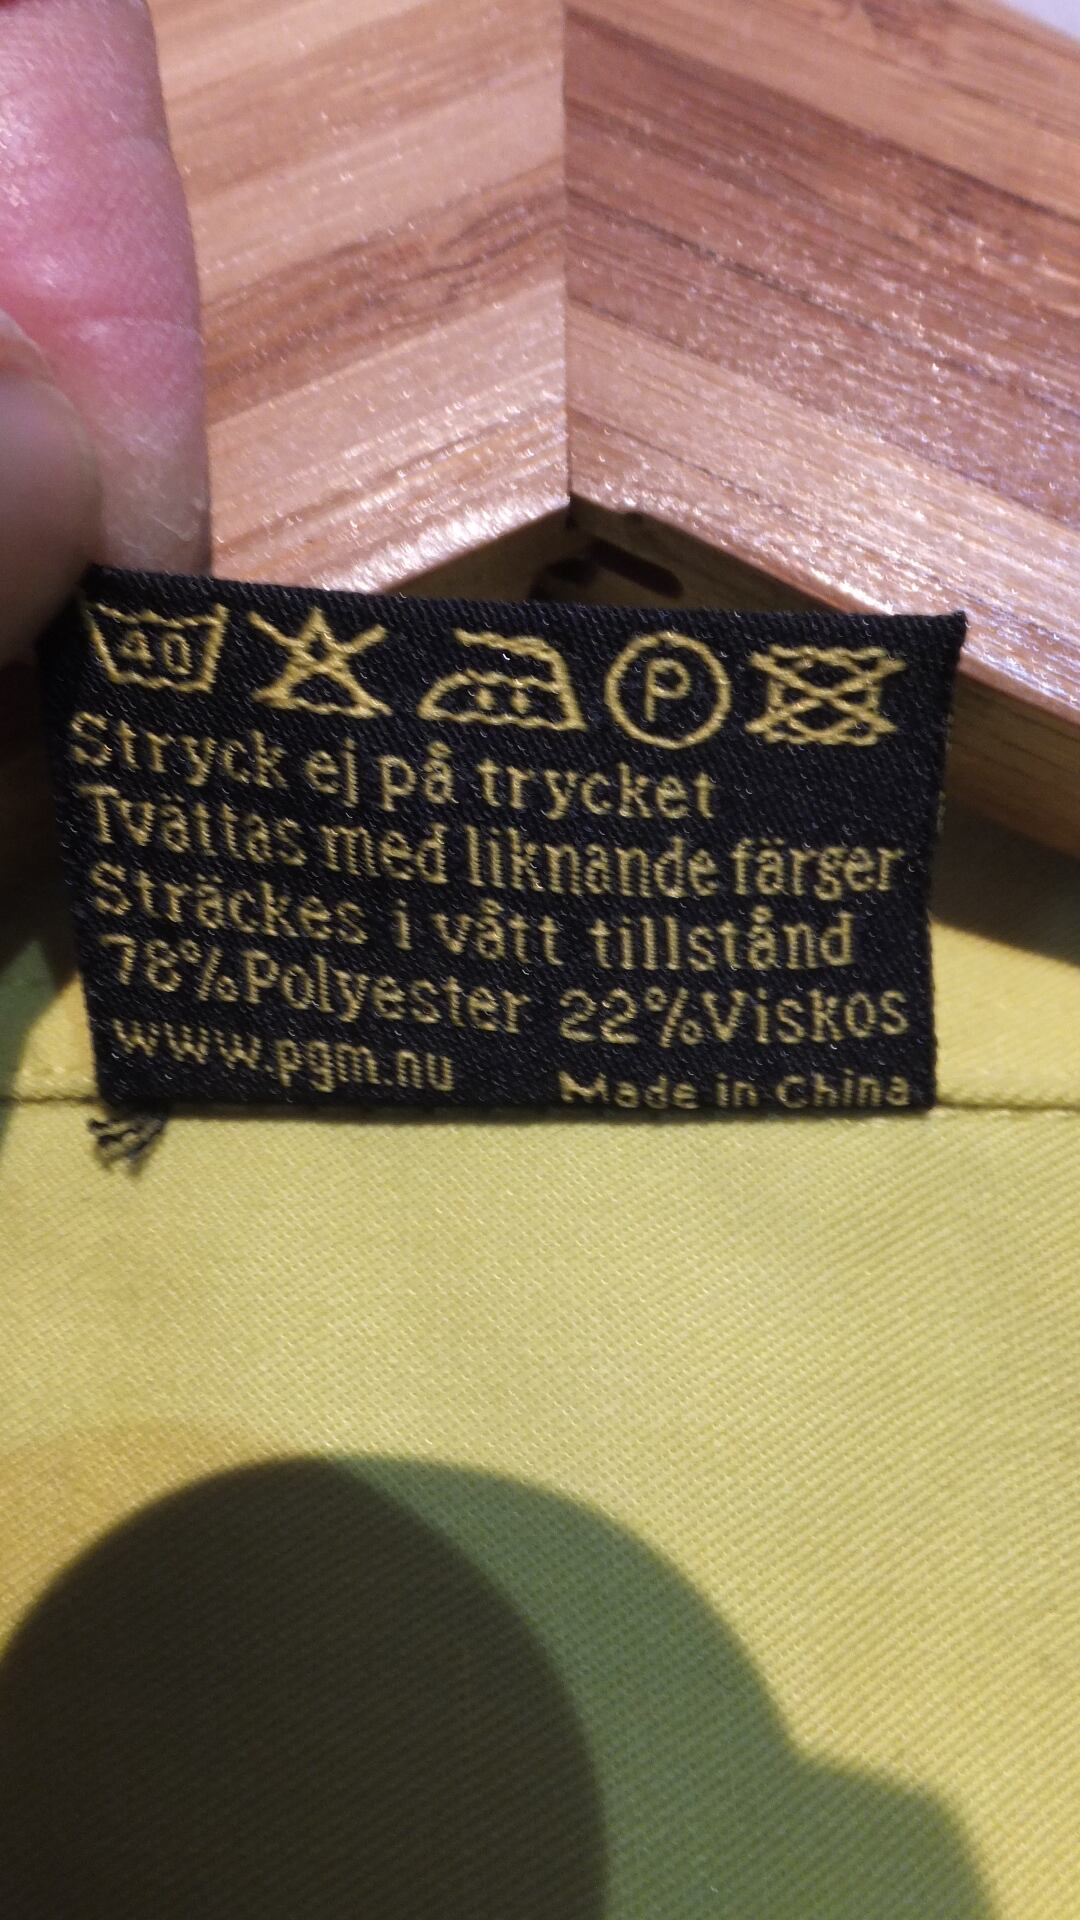 40 P
Stryck ej på trycket
Tvättas med liknande färger
Sträckes i vått tillstånd
78%Polyester 22%Viskos
www.pgm.nu Made in China